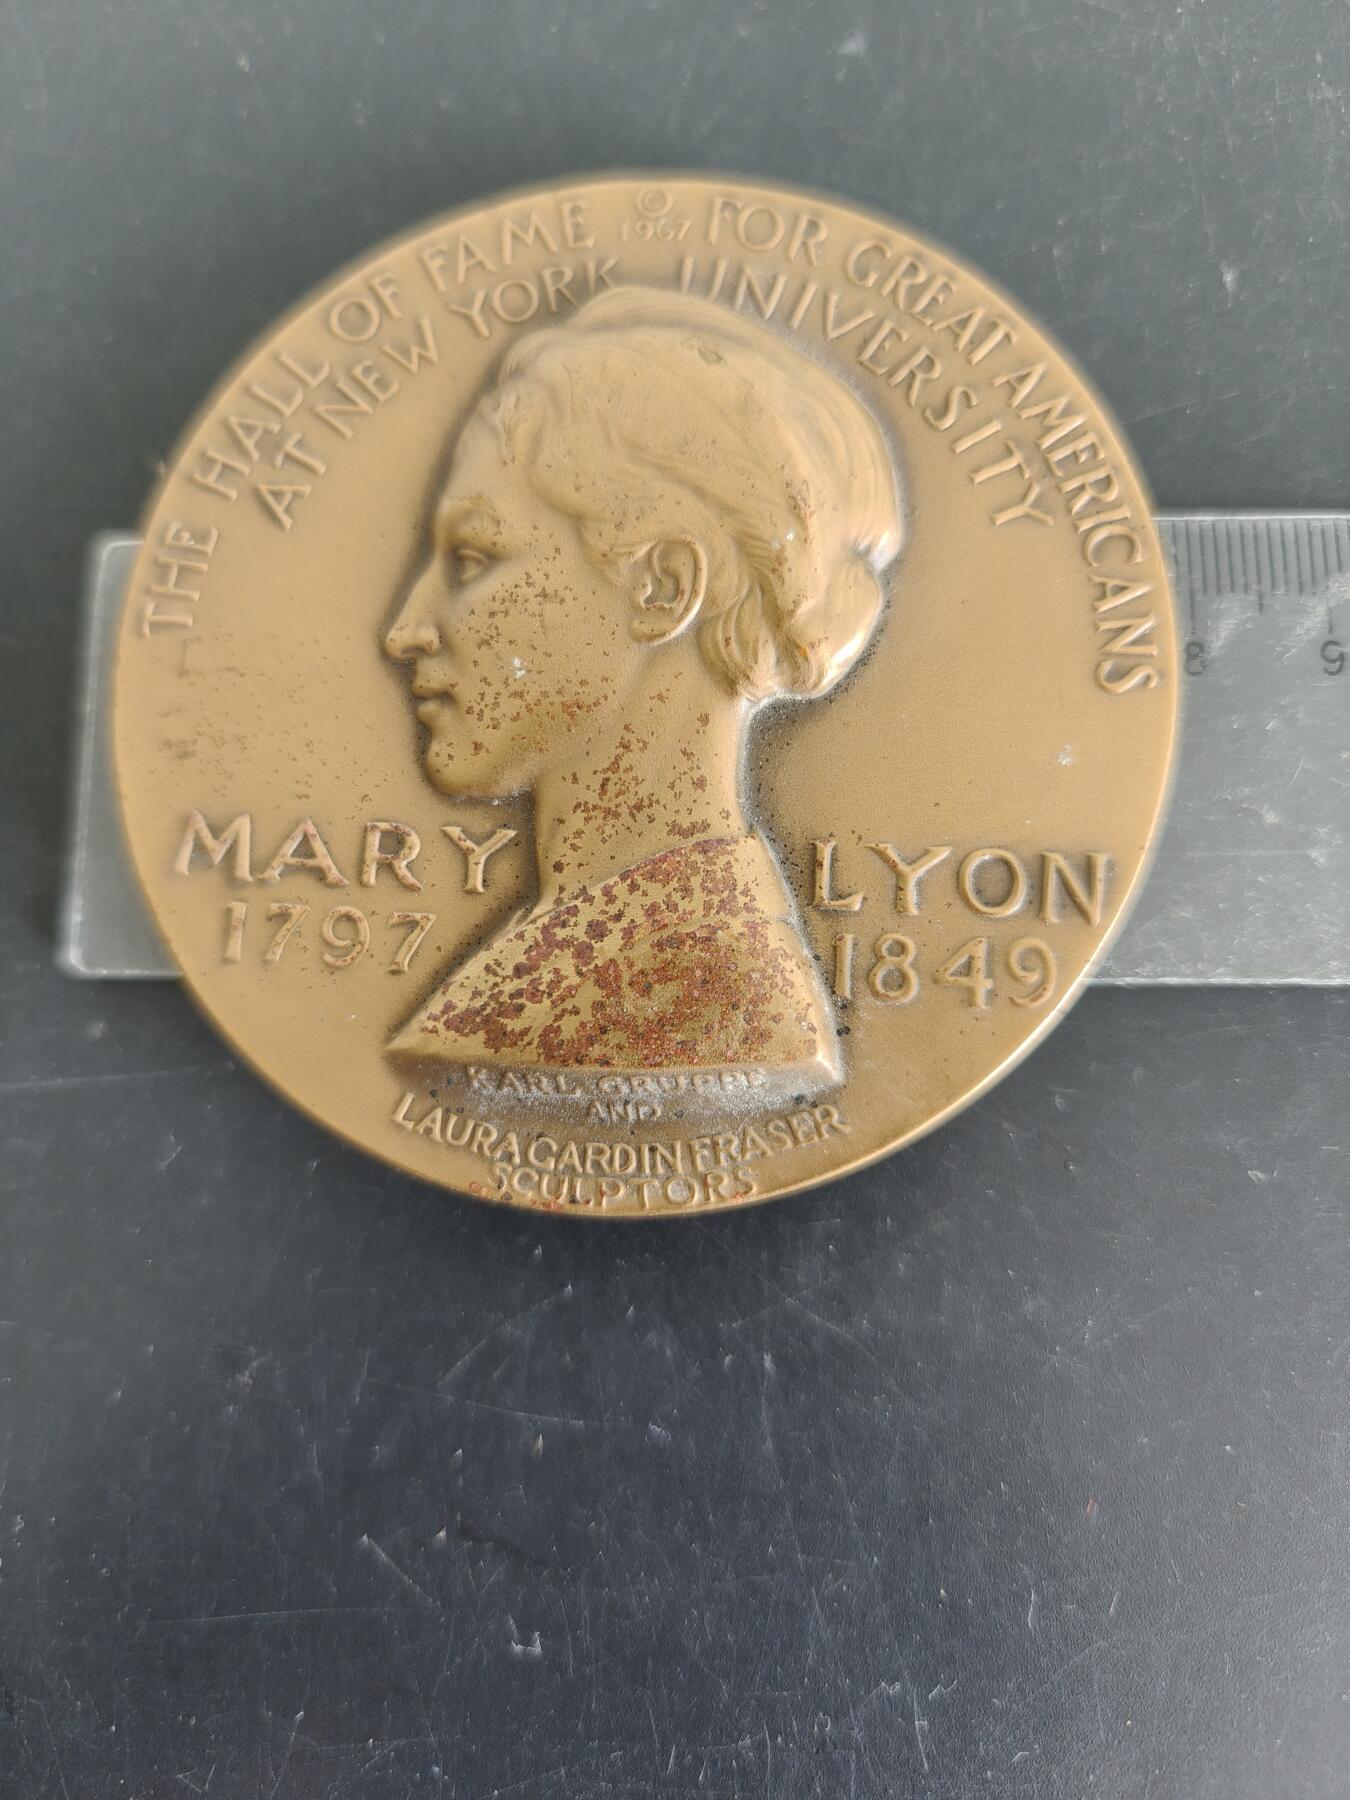 THE HALL OF FAME © 1967 FOR GREAT AMERICANS
AT NEW YORK UNIVERSITY
MARY LYON
1797 1849
KARL GRUPPE
AND
LAURA GARDIN FRASER
SCULPTORS
8